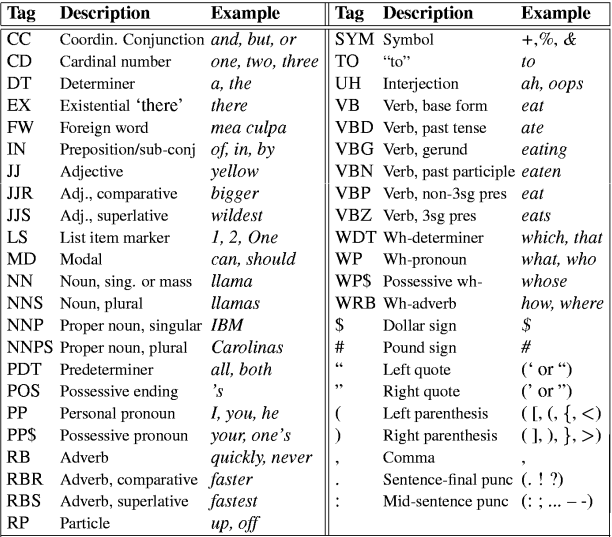 Tag Description Example Tag Description Example
CC Coordin. Conjunction and, but, or SYM Symbol +,%, &
CD Cardinal number one, two, three TO “to” to
DT Determiner a, the UH Interjection ah, oops
EX Existential ‘there’ there VB Verb, base form eat
FW Foreign word mea culpa VBD Verb, past tense ate
IN Preposition/sub-conj of, in, by VBG Verb, gerund eating
JJ Adjective yellow VBN Verb, past participle eaten
JJR Adj., comparative bigger VBP Verb, non-3sg pres eat
JJS Adj., superlative wildest VBZ Verb, 3sg pres eats
LS List item marker 1, 2, One WDT Wh-determiner which, that
MD Modal can, should WP Wh-pronoun what, who
NN Noun, sing. or mass llama WP$ Possessive wh- whose
NNS Noun, plural llamas WRB Wh-adverb how, where
NNP Proper noun, singular IBM $ Dollar sign $
NNPS Proper noun, plural Carolinas # Pound sign #
PDT Predeterminer all, both “ Left quote (‘ or “)
POS Possessive ending ’s ” Right quote (’ or ”)
PP Personal pronoun I, you, he ( Left parenthesis ( [, (, {, <)
PP$ Possessive pronoun your, one’s ) Right parenthesis ( ], ), }, >)
RB Adverb quickly, never , Comma ,
RBR Adverb, comparative faster . Sentence-final punc (. ! ?)
RBS Adverb, superlative fastest : Mid-sentence punc (: ; ... – -)
RP Particle up, off